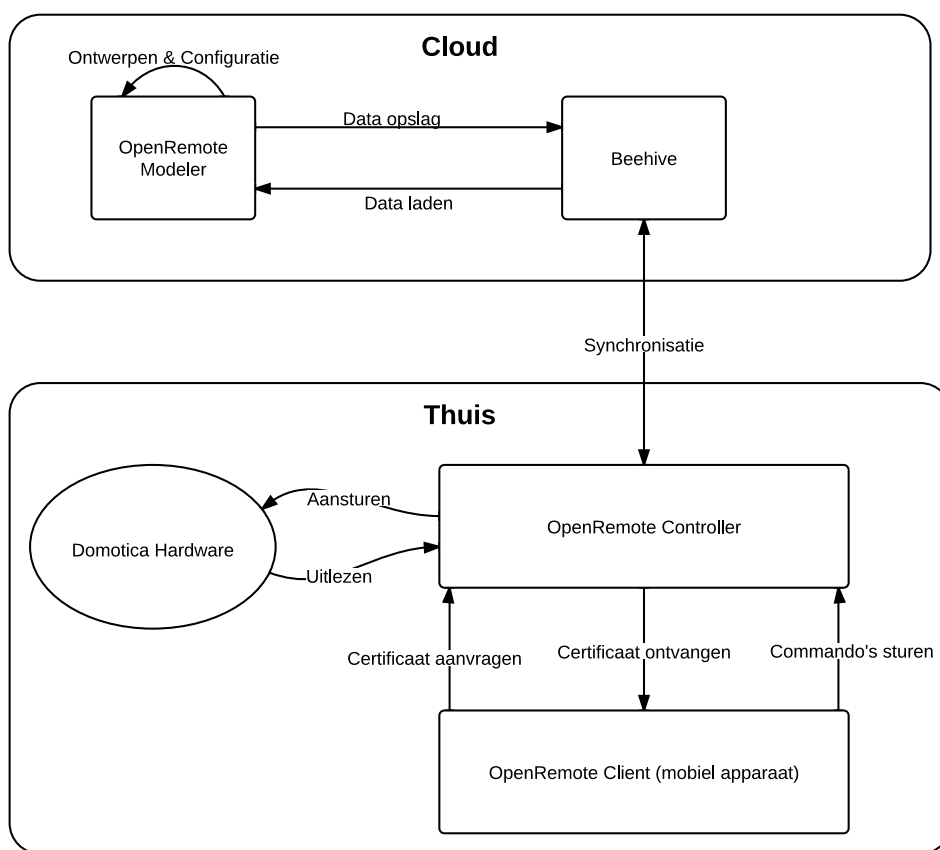 Cloud
Ontwerpen & Configuratie
OpenRemote
Modeler
Data opslag
Beehive
Data laden
Synchronisatie
Thuis
Aansturen
OpenRemote Controller
Domotica Hardware
Uitlezen
Certificaat aanvragen
Certificaat ontvangen
Commando's sturen
OpenRemote Client (mobiel apparaat)